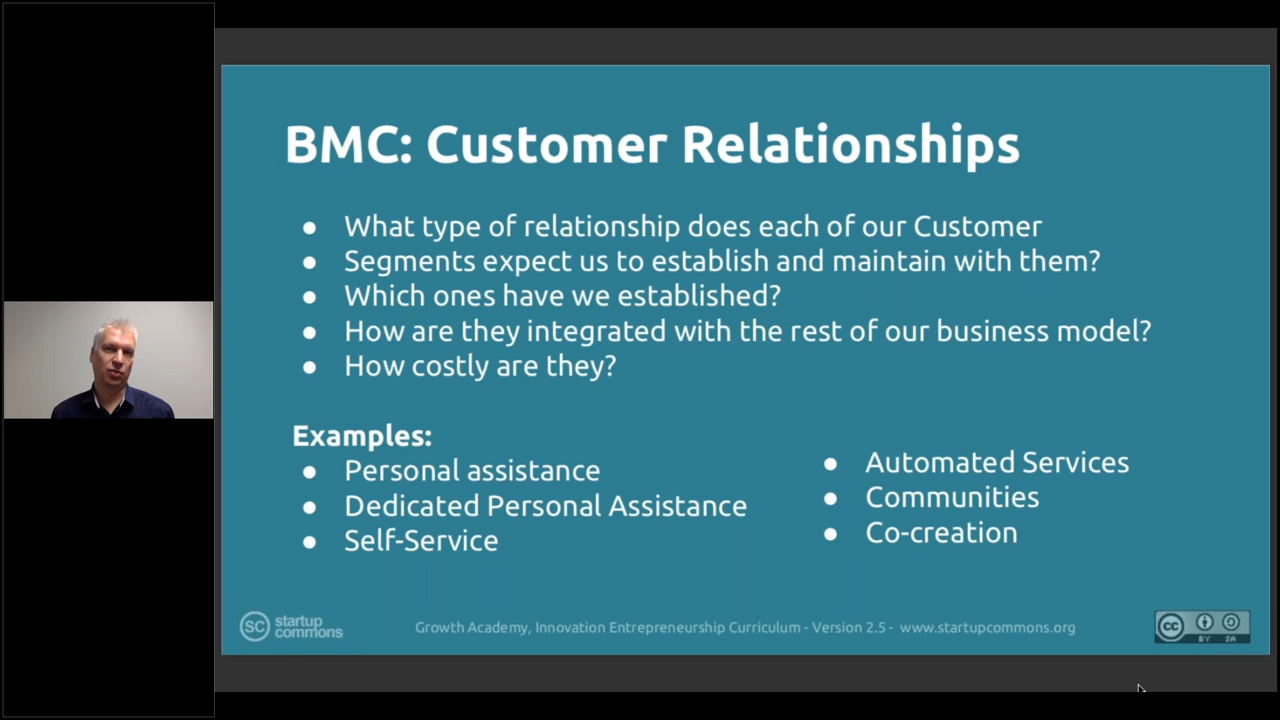 BMC: Customer Relationships
● What type of relationship does each of our Customer
● Segments expect us to establish and maintain with them?
● Which ones have we established?
● How are they integrated with the rest of our business model?
● How costly are they?
Examples:
● Personal assistance
● Dedicated Personal Assistance
● Self-Service
● Automated Services
● Communities
● Co-creation
SC startup
commons
Growth Academy, Innovation Entrepreneurship Curriculum - Version 2.5 - www.startupcommons.org
cc
BY SA